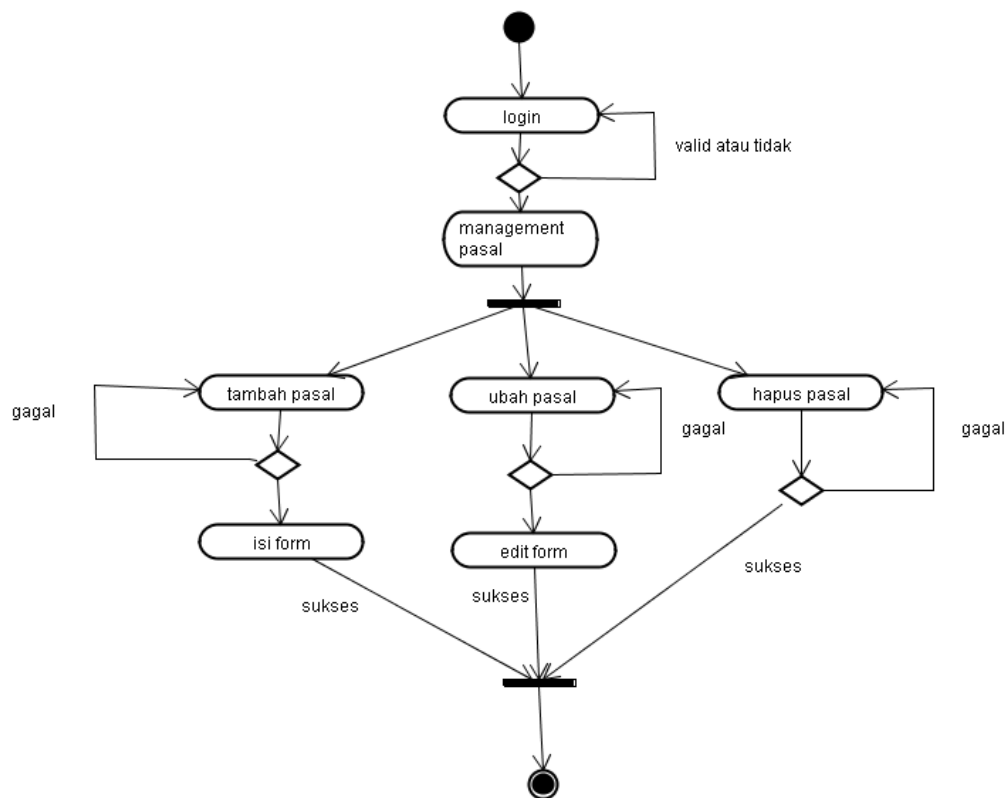 login
valid atau tidak
management
pasal
tambah pasal
ubah pasal
hapus pasal
gagal
gagal
gagal
isi form
edit form
sukses
sukses
sukses